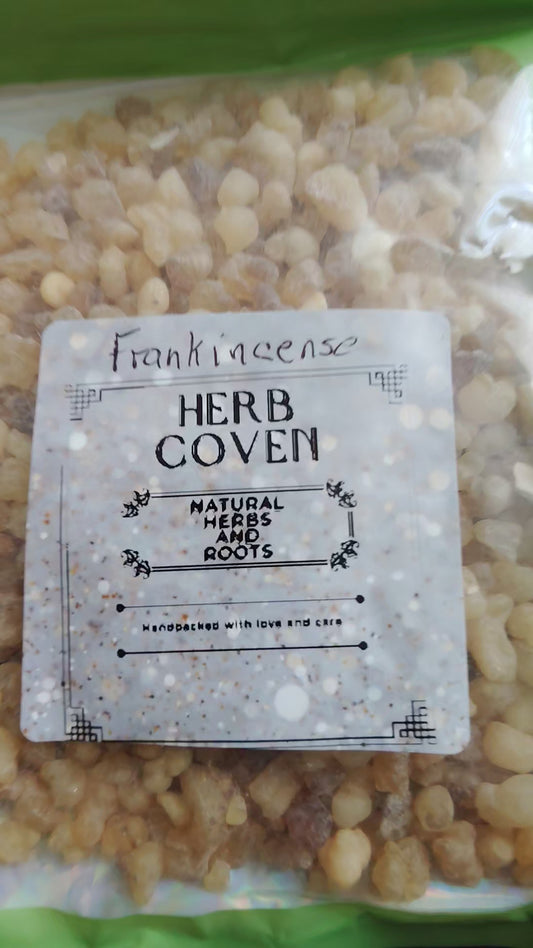 Frankincense
HERB
COVEN
NATURAL
HERBS
AND
ROOTS
Handpacked with love and care